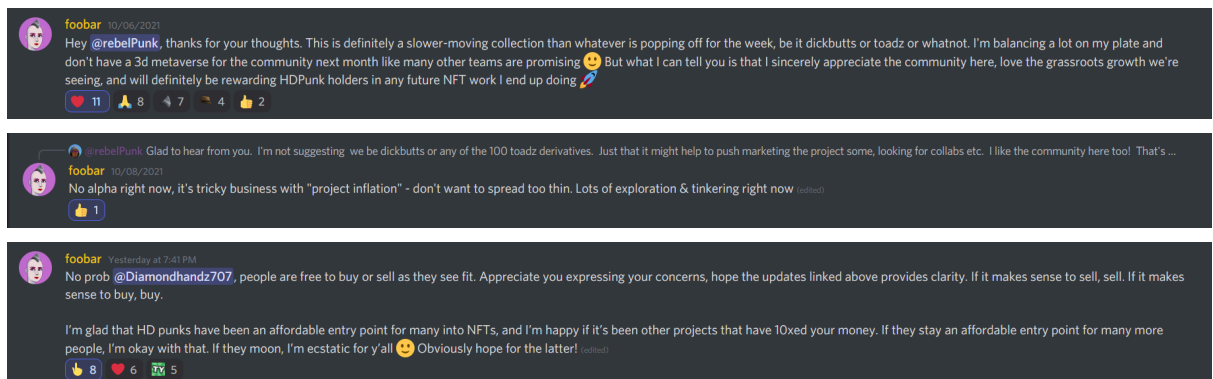 foobar 10/06/2021
Hey @rebelPunk, thanks for your thoughts. This is definitely a slower-moving collection than whatever is popping off for the week, be it dickbutts or toadz or whatnot. I'm balancing a lot on my plate and
don't have a 3d metaverse for the community next month like many other teams are promising 🙂 But what I can tell you is that I sincerely appreciate the community here, love the grassroots growth we're
seeing, and will definitely be rewarding HDPunk holders in any future NFT work I end up doing 🚀
❤️ 11 🙏 8 7 4 👍 2
@rebelPunk Glad to hear from you. I'm not suggesting we be dickbutts or any of the 100 toadz derivatives. Just that it might help to push marketing the project some, looking for collabs etc. I like the community here too! That's ...
foobar 10/08/2021
No alpha right now, it's tricky business with "project inflation" - don't want to spread too thin. Lots of exploration & tinkering right now (edited)
👍 1
foobar Yesterday at 7:41 PM
No prob @Diamondhandz707, people are free to buy or sell as they see fit. Appreciate you expressing your concerns, hope the updates linked above provides clarity. If it makes sense to sell, sell. If it makes
sense to buy, buy.
I'm glad that HD punks have been an affordable entry point for many into NFTs, and I'm happy if it's been other projects that have 10xed your money. If they stay an affordable entry point for many more
people, I'm okay with that. If they moon, I'm ecstatic for y'all 🙂 Obviously hope for the latter! (edited)
👆 8 ❤️ 6 TY 5